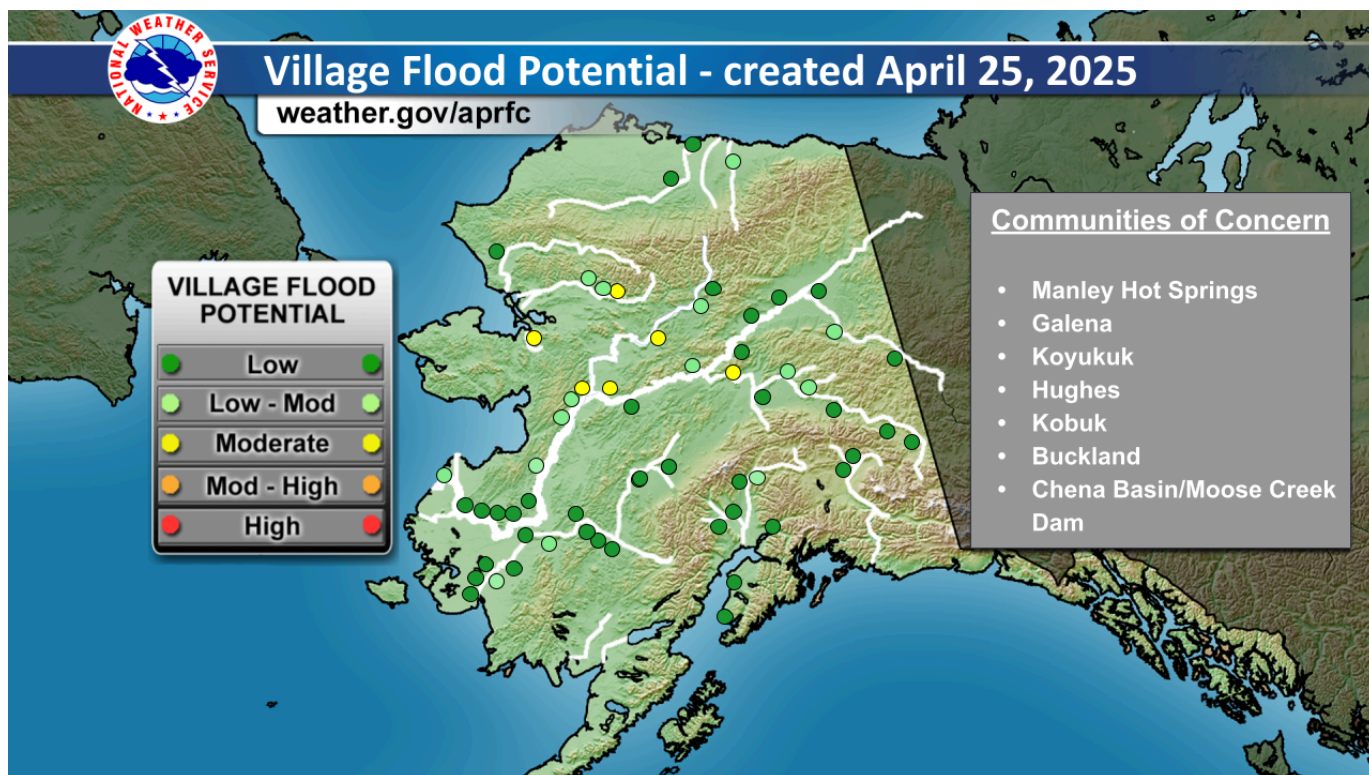 NATIONAL WEATHER SERVICE
Village Flood Potential - created April 25, 2025
weather.gov/aprfc
VILLAGE FLOOD
POTENTIAL
Low
Low - Mod
Moderate
Mod - High
High
Communities of Concern
• Manley Hot Springs
• Galena
• Koyukuk
• Hughes
• Kobuk
• Buckland
• Chena Basin/Moose Creek
Dam